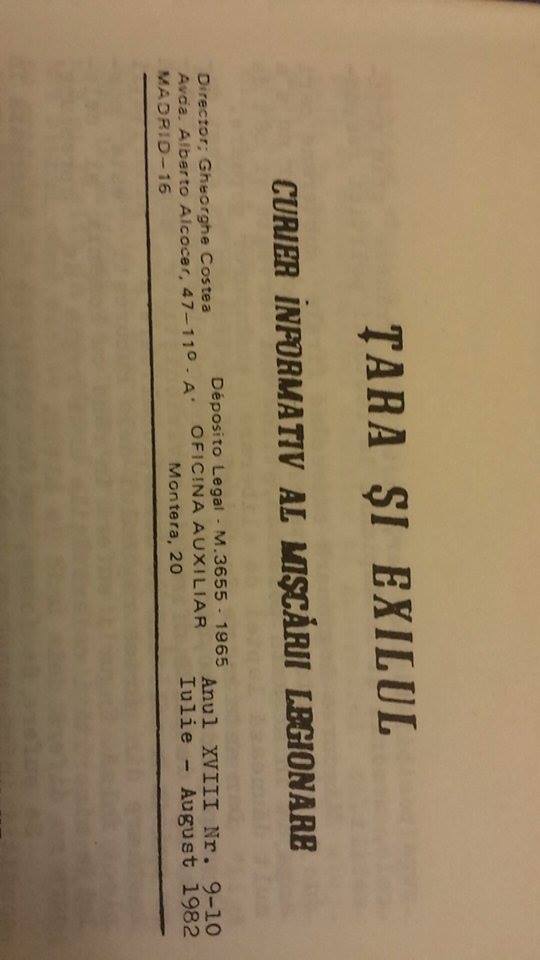 ȚARA ȘI EXILUL
CURIER INFORMATIV AL MIȘCĂRII LEGIONARE
Director; Gheorghe Costea
Avda. Alberto Alcocer, 47—11º - A'
MADRID—16
Déposito Legal - M.3655 - 1965
OFICINA AUXILIAR
Montera, 20
Anul XVIII Nr. 9-10
Iulie - August 1982